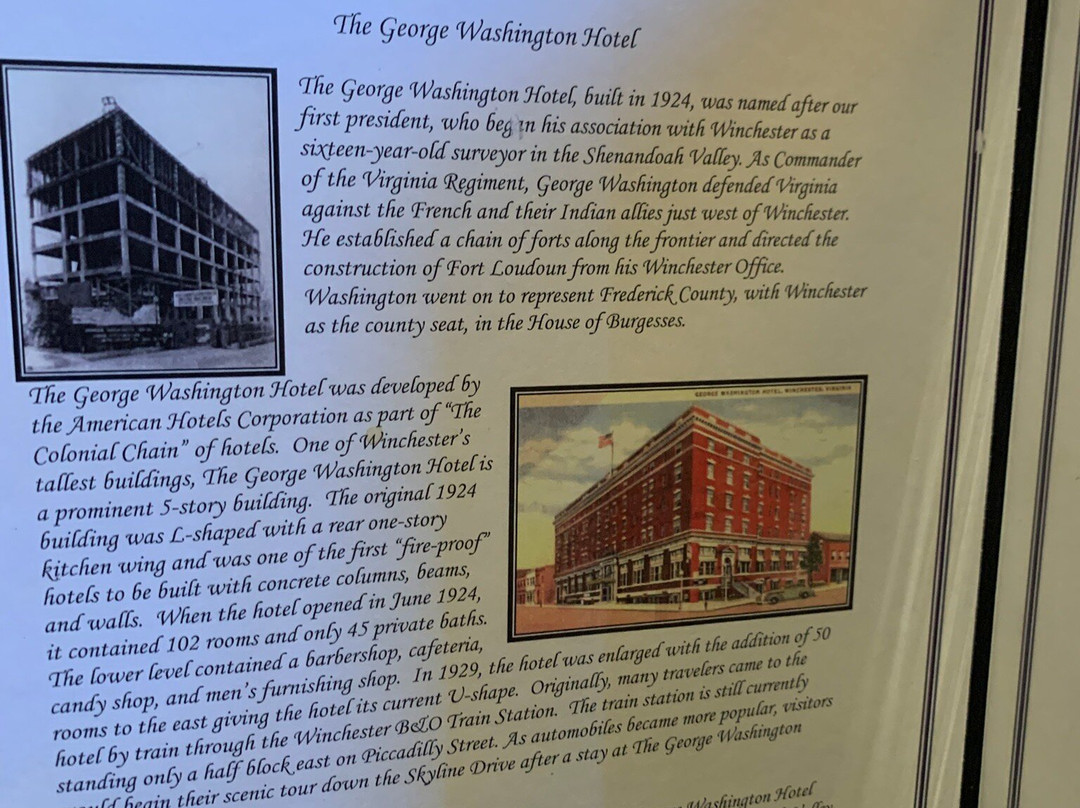 The George Washington Hotel
The George Washington Hotel, built in 1924, was named after our
first president, who began his association with Winchester as a
sixteen-year-old surveyor in the Shenandoah Valley. As Commander
of the Virginia Regiment, George Washington defended Virginia
against the French and their Indian allies just west of Winchester.
He established a chain of forts along the frontier and directed the
construction of Fort Loudoun from his Winchester Office.
Washington went on to represent Frederick County, with Winchester
as the county seat, in the House of Burgesses.
The George Washington Hotel was developed by
the American Hotels Corporation as part of “The
Colonial Chain” of hotels. One of Winchester's
tallest buildings, The George Washington Hotel is
a prominent 5-story building. The original 1924
building was L-shaped with a rear one-story
kitchen wing and was one of the first “fire-proof”
hotels to be built with concrete columns, beams,
and walls. When the hotel opened in June 1924,
it contained 102 rooms and only 45 private baths.
The lower level contained a barbershop, cafeteria,
candy shop, and men's furnishing shop. In 1929, the hotel was enlarged with the addition of 50
rooms to the east giving the hotel its current U-shape. Originally, many travelers came to the
hotel by train through the Winchester B&O Train Station. The train station is still currently
standing only a half block east on Piccadilly Street. As automobiles became more popular, visitors
begin their scenic tour down the Skyline Drive after a stay at The George Washington
Washington Hotel
GEORGE WASHINGTON HOTEL, WINCHESTER, VIRGINIA